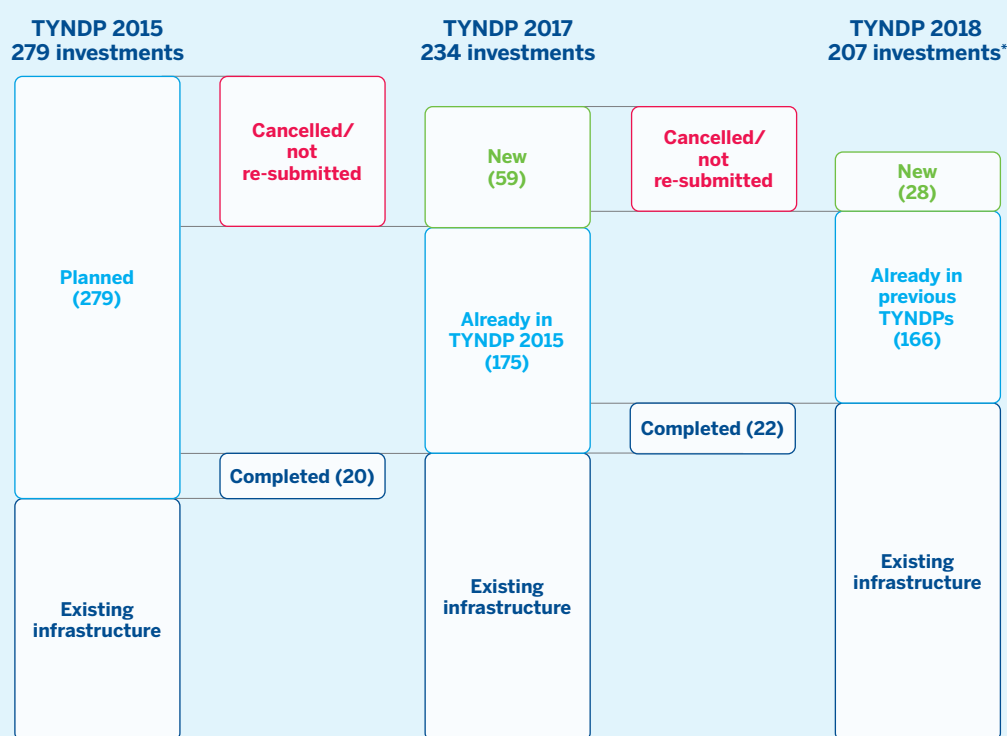 TYNDP 2015
279 investments
TYNDP 2017
234 investments
TYNDP 2018
207 investments*
Planned
(279)
Existing
infrastructure
Cancelled/
not
re-submitted
Completed (20)
New
(59)
Already in
TYNDP 2015
(175)
Existing
infrastructure
Cancelled/
not
re-submitted
Completed (22)
New
(28)
Already in
previous
TYNDPs
(166)
Existing
infrastructure